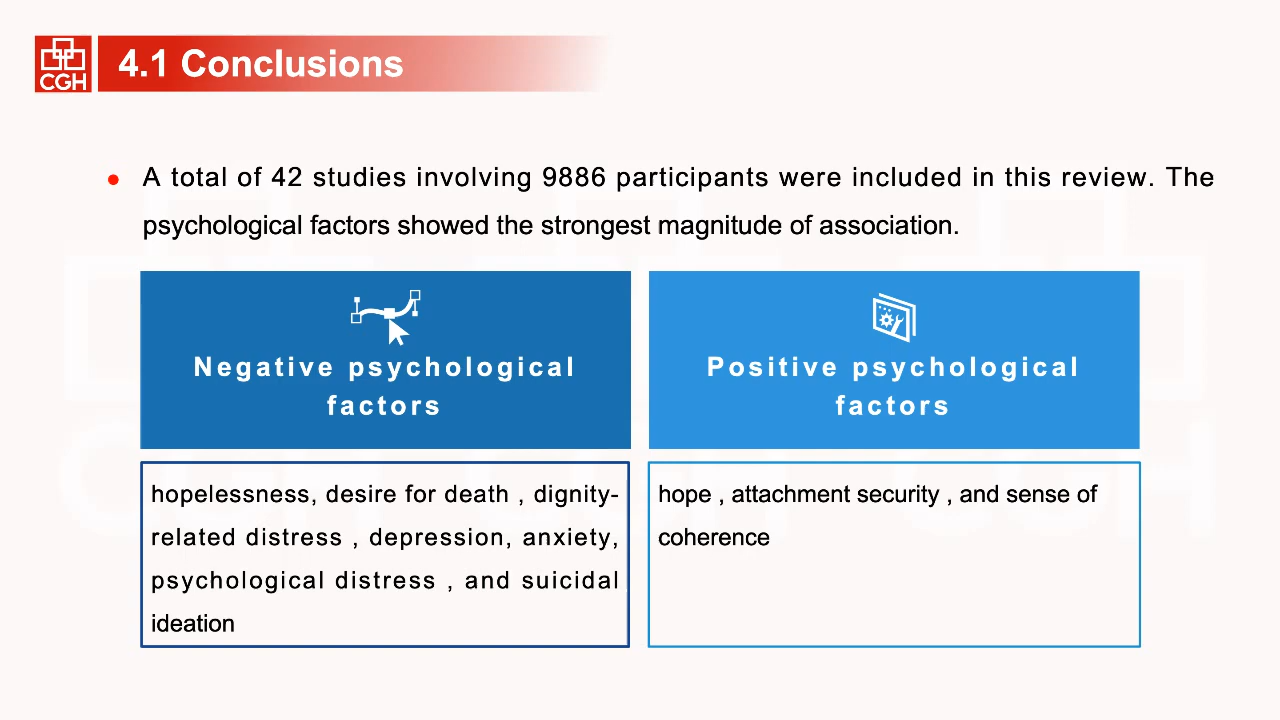 CGH
4.1 Conclusions
• A total of 42 studies involving 9886 participants were included in this review. The
psychological factors showed the strongest magnitude of association.
Negative psychological
factors
Positive psychological
factors
hopelessness, desire for death , dignity-
related distress , depression, anxiety,
psychological distress , and suicidal
ideation
hope , attachment security , and sense of
coherence